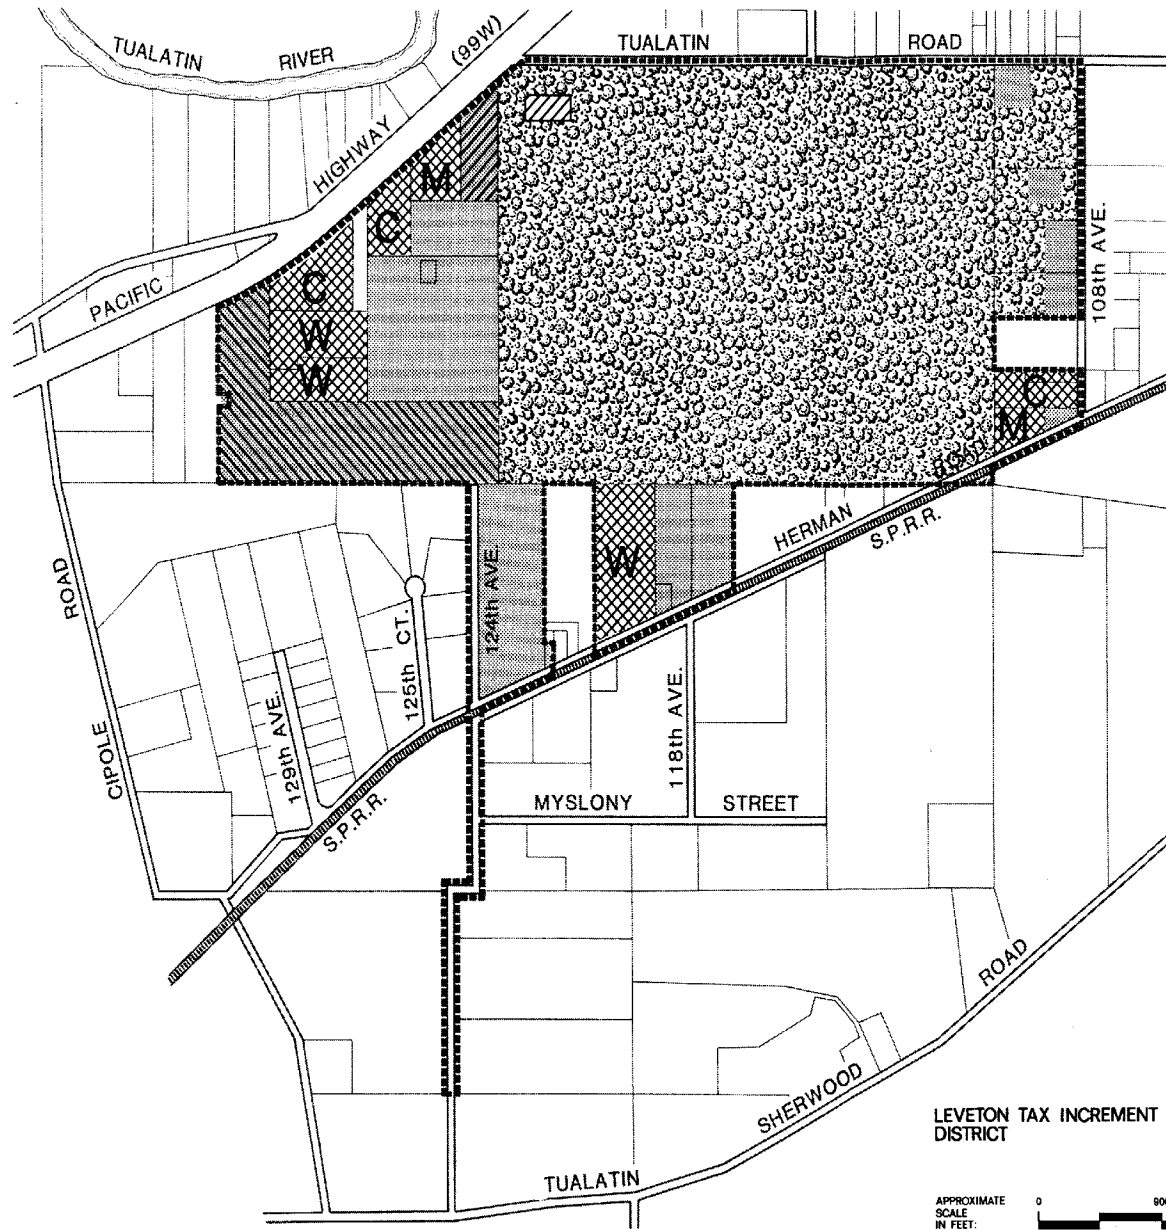 TUALATIN ROAD
TUALATIN RIVER
PACIFIC HIGHWAY (99W)
M
C
C
W
W
108th AVE.
C
M
W
HERMAN ROAD
S.P.R.R.
124th AVE.
125th CT.
129th AVE.
118th AVE.
CIPOLE ROAD
S.P.R.R.
MYSLONY STREET
TUALATIN SHERWOOD ROAD
LEVETON TAX INCREMENT
DISTRICT
APPROXIMATE
SCALE
IN FEET:
0